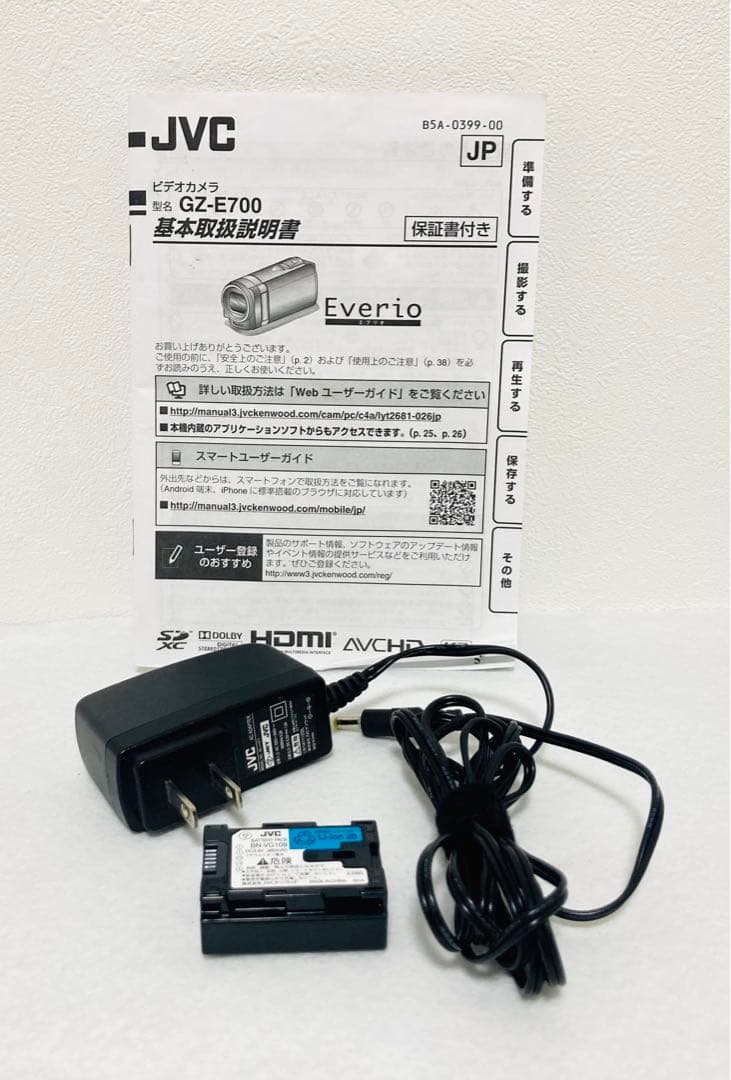 JVC
B5A-0399-00
JP
ビデオカメラ
型名 GZ-E700
基本取扱説明書
保証書付き
Everio
エブリオ
お買い上げありがとうございます。
ご使用の前に、「安全上のご注意」(p. 2) および「使用上のご注意」(p. 38) を必
ずお読みのうえ、正しくお使いください。
詳しい取扱方法は「Web ユーザーガイド」をご覧ください
■ http://manual3.jvckenwood.com/cam/pc/c4a/lyt2681-026jp
■ 本機内蔵のアプリケーションソフトからもアクセスできます。(p. 25、p. 26)
スマートユーザーガイド
外出先などからは、スマートフォンで取扱方法をご覧になれます。
(Android 端末、iPhone に標準搭載のブラウザに対応しています)
■ http://manual3.jvckenwood.com/mobile/jp/
ユーザー登録
のおすすめ
製品のサポート情報、ソフトウェアのアップデート情報
やイベント情報の提供サービスなどをご利用いただけ
ます。ぜひご登録ください。
http://www3.jvckenwood.com/reg/
準備する
撮影する
再生する
保存する
その他
SD
XC
DOLBY
DIGITAL
HDMI
AVCHD
JVC
AC ADAPTER
JVC
BATTERY PACK
BN-VG109
Li-ion 20
危険